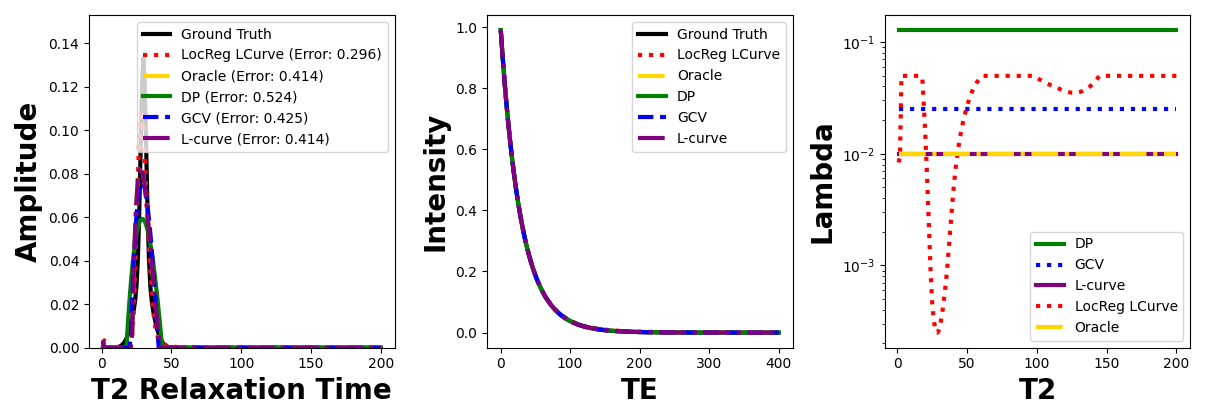 Amplitude
0.14
0.12
0.10
0.08
0.06
0.04
0.02
0.00
Ground Truth
LocReg LCurve (Error: 0.296)
Oracle (Error: 0.414)
DP (Error: 0.524)
GCV (Error: 0.425)
L-curve (Error: 0.414)
0 50 100 150 200
T2 Relaxation Time
Intensity
1.0
0.8
0.6
0.4
0.2
0.0
Ground Truth
LocReg LCurve
Oracle
DP
GCV
L-curve
0 100 200 300 400
TE
Lambda
10⁻¹
10⁻²
10⁻³
DP
GCV
L-curve
LocReg LCurve
Oracle
0 50 100 150 200
T2